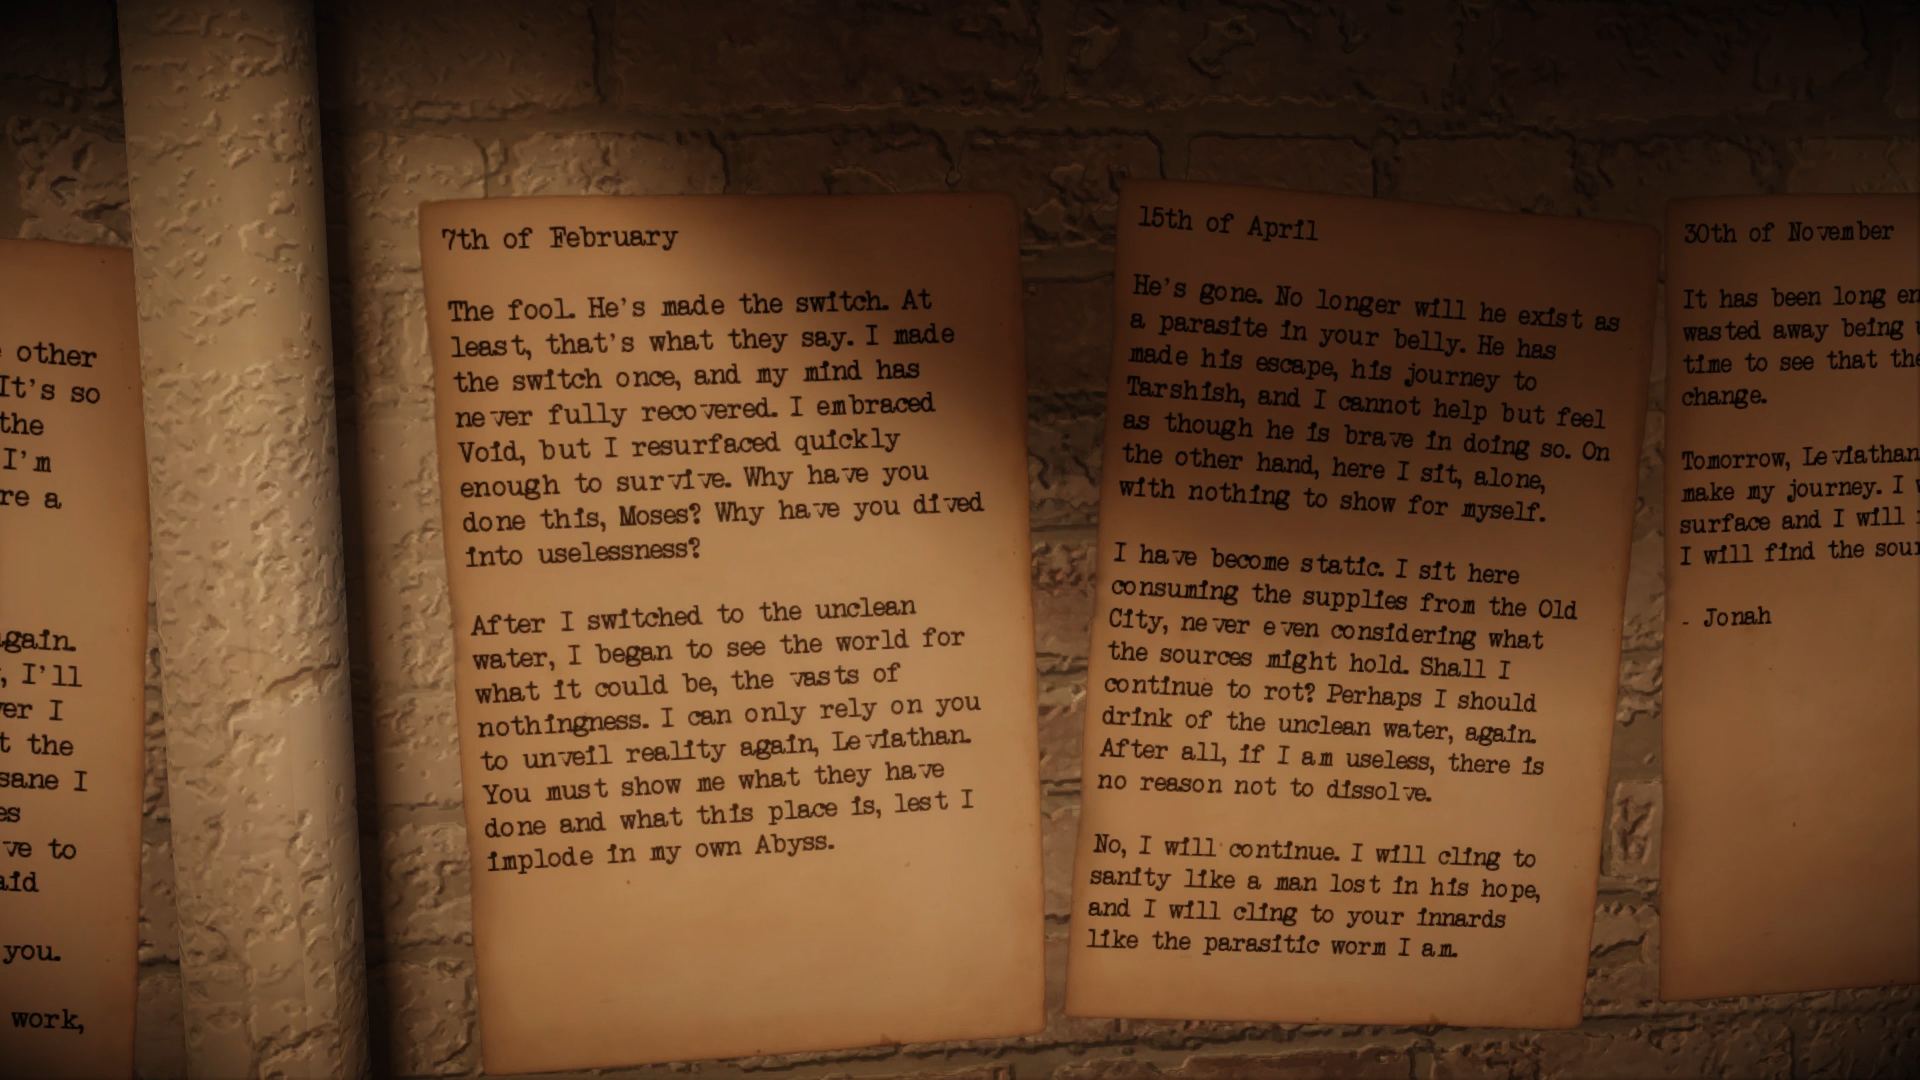 other
It's so
the
I'm
a
again.
I'll
I
the
sane I
to
you.
work,
7th of February
The fool. He's made the switch. At
least, that's what they say. I made
the switch once, and my mind has
never fully recovered. I embraced
Void, but I resurfaced quickly
enough to survive. Why have you
done this, Moses? Why have you dived
into uselessness?
After I switched to the unclean
water, I began to see the world for
what it could be, the vasts of
nothingness. I can only rely on you
to unveil reality again, Leviathan.
You must show me what they have
done and what this place is, lest I
implode in my own Abyss.
15th of April
He's gone. No longer will he exist as
a parasite in your belly. He has
made his escape, his journey to
Tarshish, and I cannot help but feel
as though he is brave in doing so. On
the other hand, here I sit, alone,
with nothing to show for myself.
I have become static. I sit here
consuming the supplies from the Old
City, never even considering what
the sources might hold. Shall I
continue to rot? Perhaps I should
drink of the unclean water, again.
After all, if I am useless, there is
no reason not to dissolve.
No, I will continue. I will cling to
sanity like a man lost in his hope,
and I will cling to your innards
like the parasitic worm I am.
30th of November
It has been long
wasted away being
time to see that
change.
Tomorrow, Leviathan
make my journey. I
surface and I will
I will find the
- Jonah